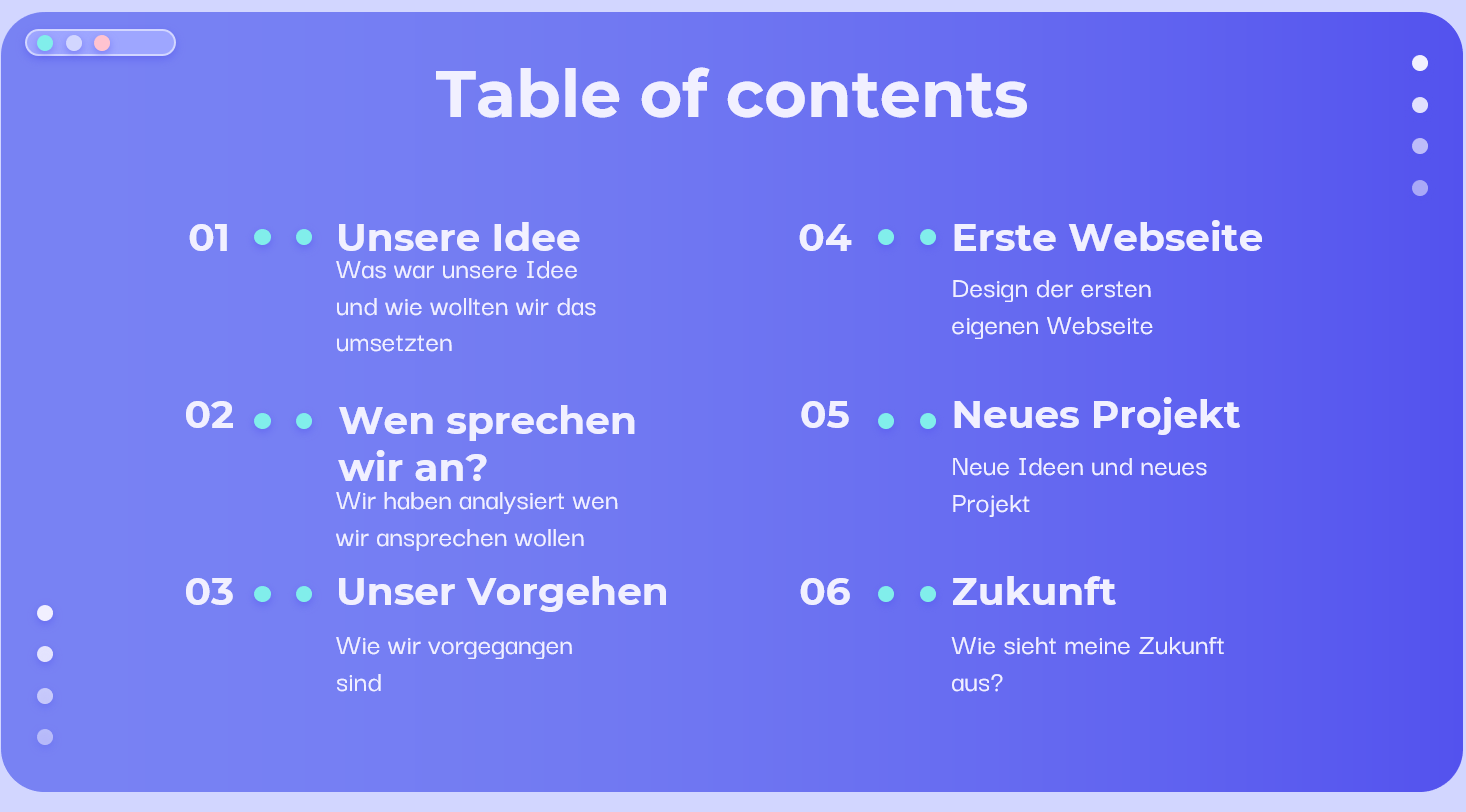 Table of contents
01
Unsere Idee
Was war unsere Idee
und wie wollten wir das
umsetzten
02
Wen sprechen
wir an?
Wir haben analysiert wen
wir ansprechen wollen
03
Unser Vorgehen
Wie wir vorgegangen
sind
04
Erste Webseite
Design der ersten
eigenen Webseite
05
Neues Projekt
Neue Ideen und neues
Projekt
06
Zukunft
Wie sieht meine Zukunft
aus?